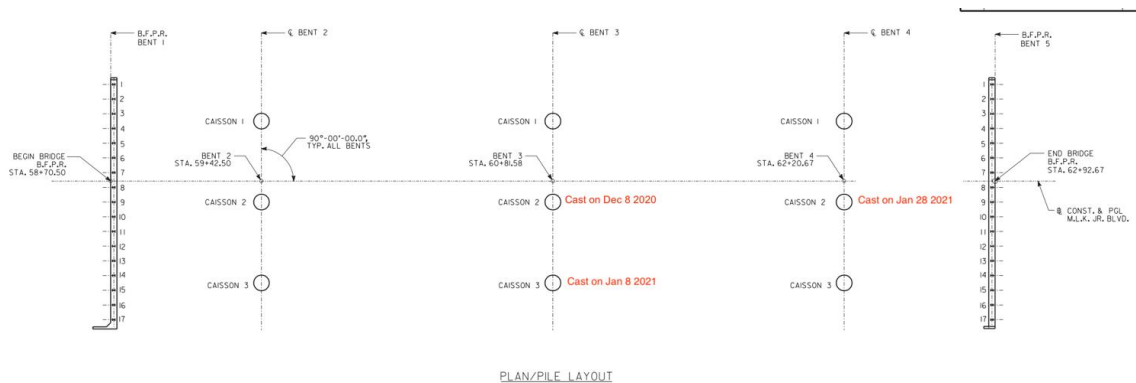 B.F.P.R.
BENT 1
℄ BENT 2
℄ BENT 3
℄ BENT 4
B.F.P.R.
BENT 5
1
2
3
4
5
6
7
8
9
10
11
12
13
14
15
16
17
CAISSON 1
CAISSON 1
CAISSON 1
90°-00'-00.0",
TYP. ALL BENTS
BEGIN BRIDGE
B.F.P.R.
STA. 58+70.50
BENT 2
STA. 59+42.50
BENT 3
STA. 60+81.58
BENT 4
STA. 62+20.67
END BRIDGE
B.F.P.R.
STA. 62+92.67
CAISSON 2
CAISSON 2
Cast on Dec 8 2020
CAISSON 2
Cast on Jan 28 2021
℄ CONST. & PGL
M.L.K. JR. BLVD.
CAISSON 3
CAISSON 3
Cast on Jan 8 2021
CAISSON 3
1
2
3
4
5
6
7
8
9
10
11
12
13
14
15
16
17
PLAN/PILE LAYOUT